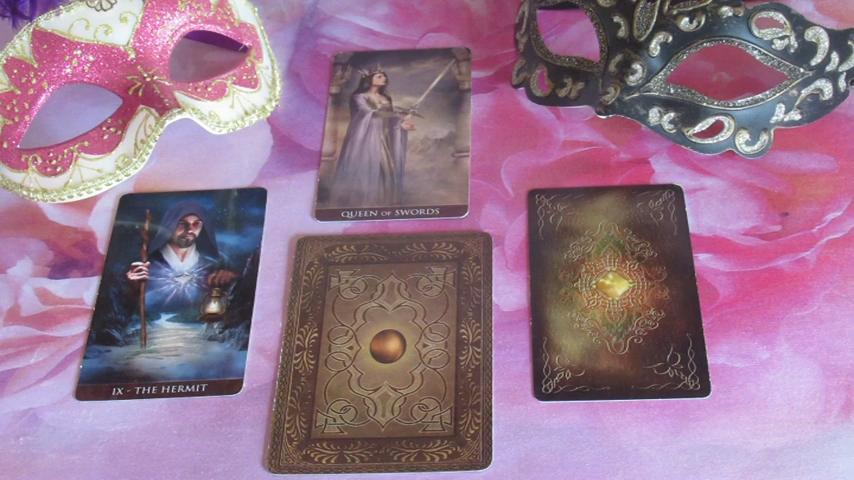 QUEEN OF SWORDS
IX - THE HERMIT